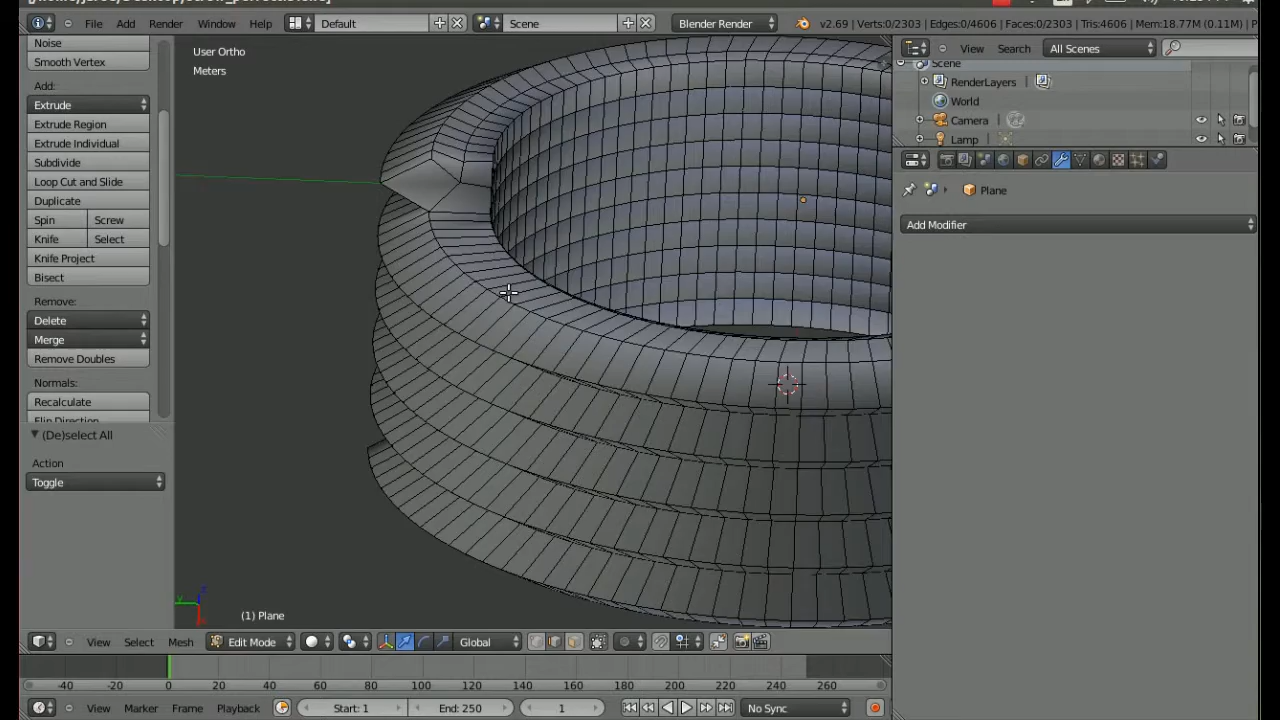 File Add Render Window Help Default Scene Blender Render v2.69 | Verts:0/2303 | Edges:0/4606 | Faces:0/2303 | Tris:4606 | Mem:18.77M (0.11M) | P
Noise
Smooth Vertex
Add:
Extrude
Extrude Region
Extrude Individual
Subdivide
Loop Cut and Slide
Duplicate
Spin Screw
Knife Select
Knife Project
Bisect
Remove:
Delete
Merge
Remove Doubles
Normals:
Recalculate
Flip Direction
(De)select All
Action
Toggle
User Ortho
Meters
(1) Plane
View Search All Scenes
Scene
RenderLayers
World
Camera
Lamp
Plane
Add Modifier
View Select Mesh Edit Mode Global
-40 -20 0 20 40 60 80 100 120 140 160 180 200 220 240 260
View Marker Frame Playback Start: 1 End: 250 1 No Sync